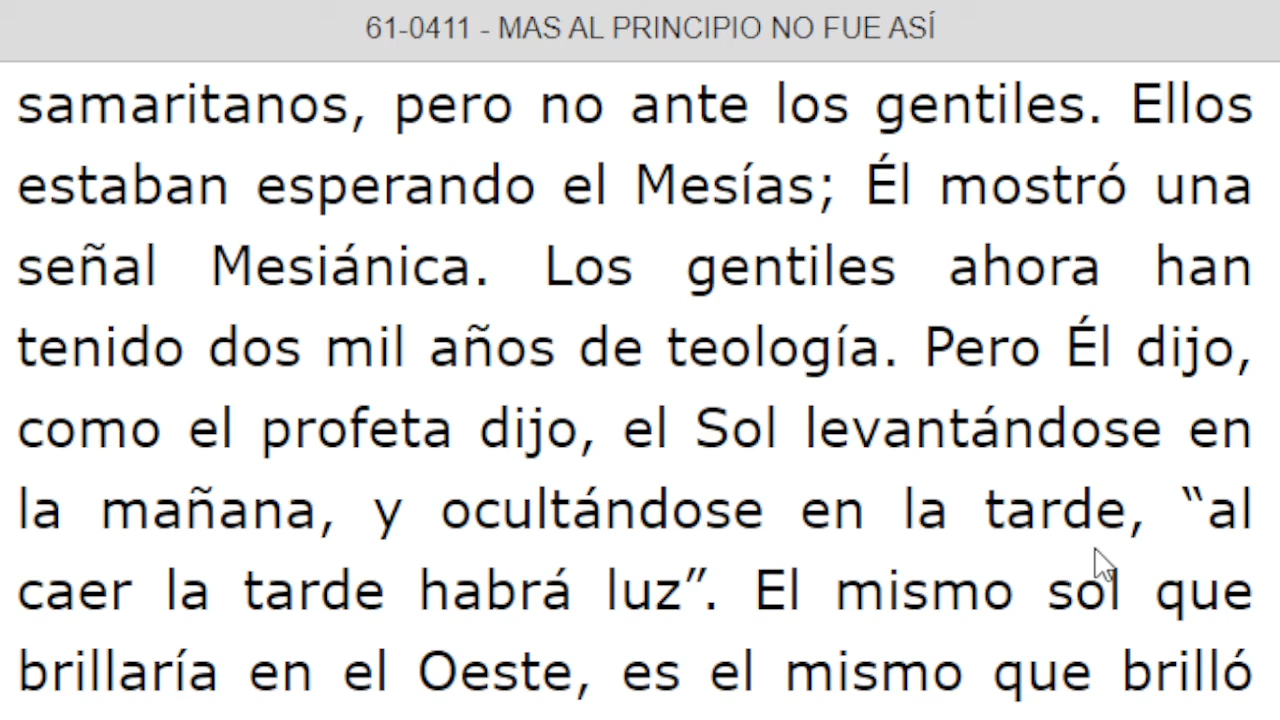 61-0411 - MAS AL PRINCIPIO NO FUE ASÍ
samaritanos, pero no ante los gentiles. Ellos
estaban esperando el Mesías; Él mostró una
señal Mesiánica. Los gentiles ahora han
tenido dos mil años de teología. Pero Él dijo,
como el profeta dijo, el Sol levantándose en
la mañana, y ocultándose en la tarde, “al
caer la tarde habrá luz”. El mismo sol que
brillaría en el Oeste, es el mismo que brilló